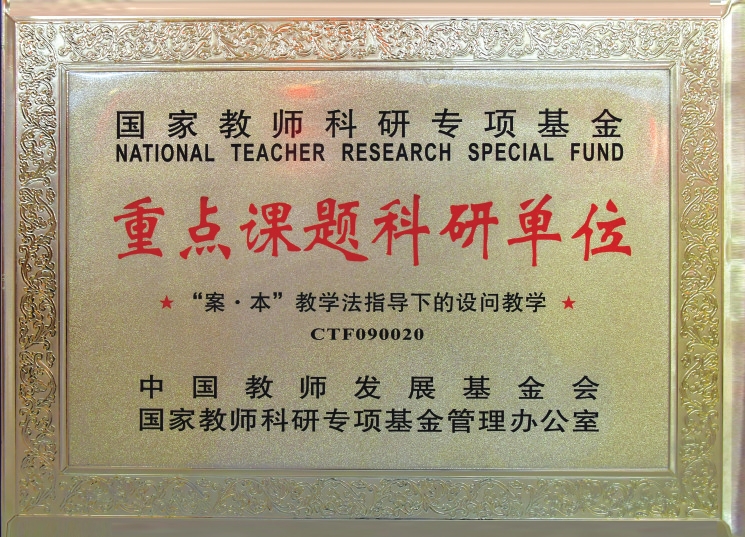 国家教师科研专项基金
NATIONAL TEACHER RESEARCH SPECIAL FUND
重点课题科研单位
★ “案·本”教学法指导下的设问教学 ★
CTF090020
中国教师发展基金会
国家教师科研专项基金管理办公室